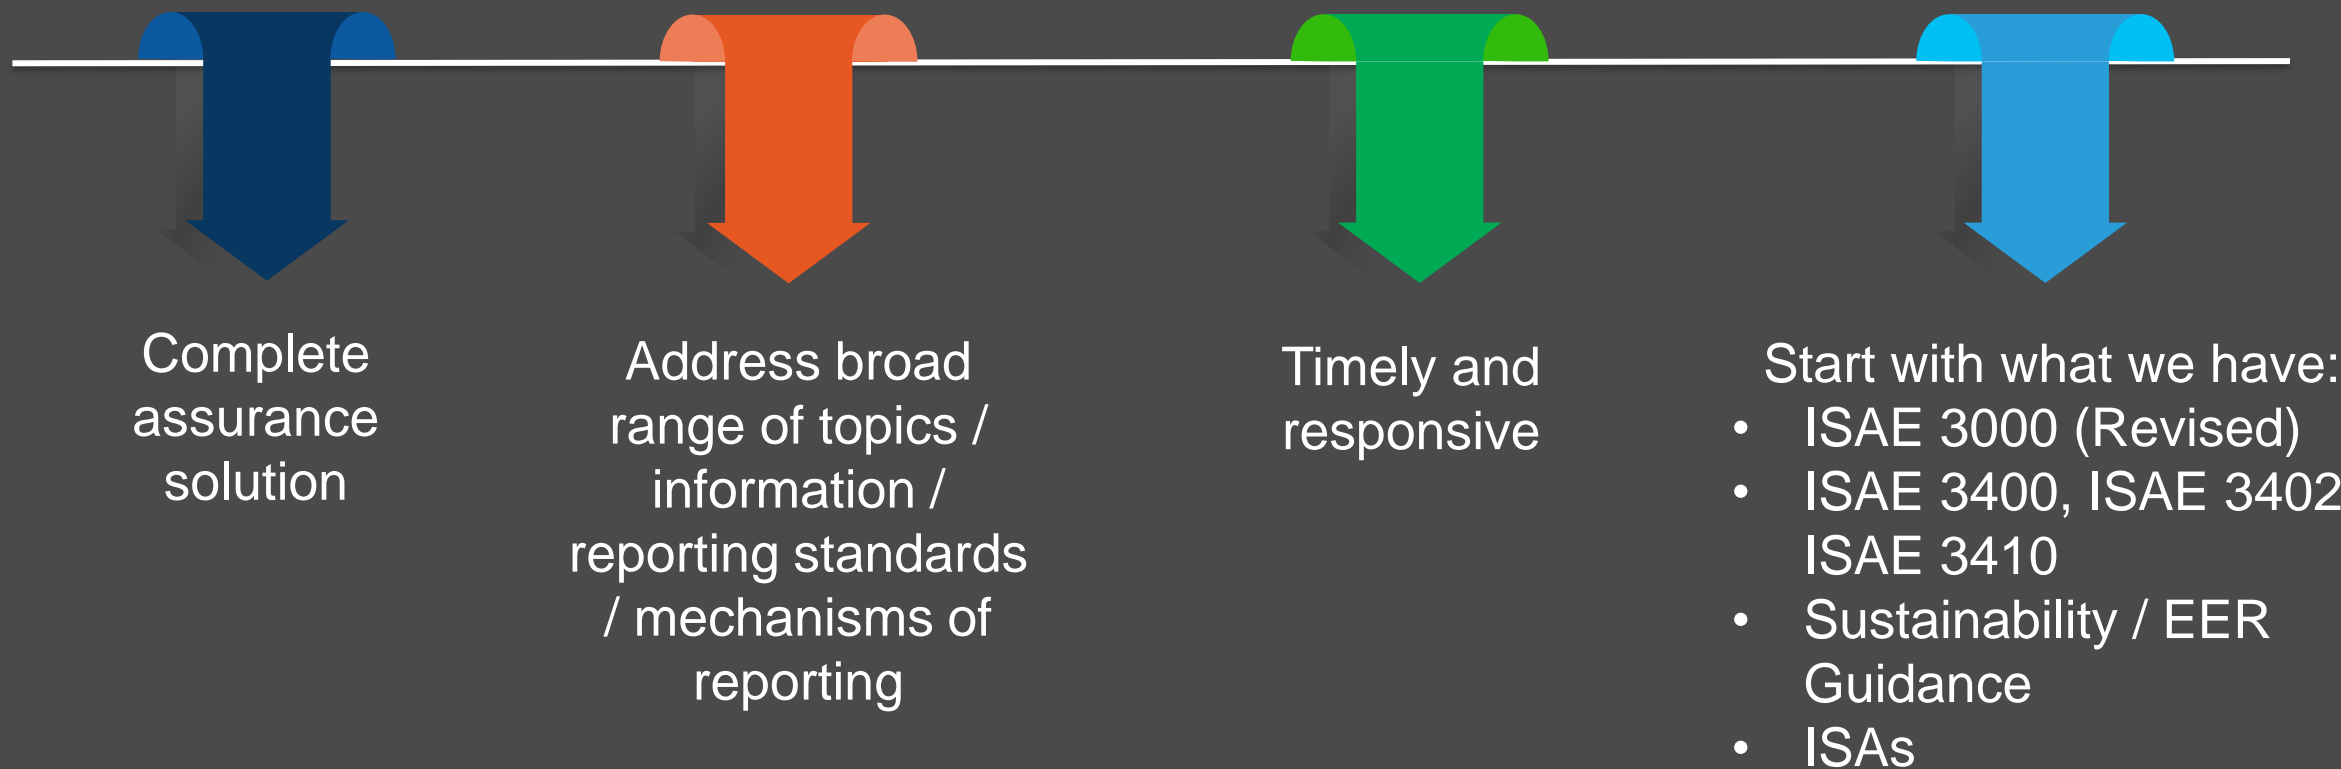 Complete
assurance
solution
Address broad
range of topics /
information /
reporting standards
/ mechanisms of
reporting
Timely and
responsive
Start with what we have:
• ISAE 3000 (Revised)
• ISAE 3400, ISAE 3402
ISAE 3410
• Sustainability / EER
Guidance
• ISAs